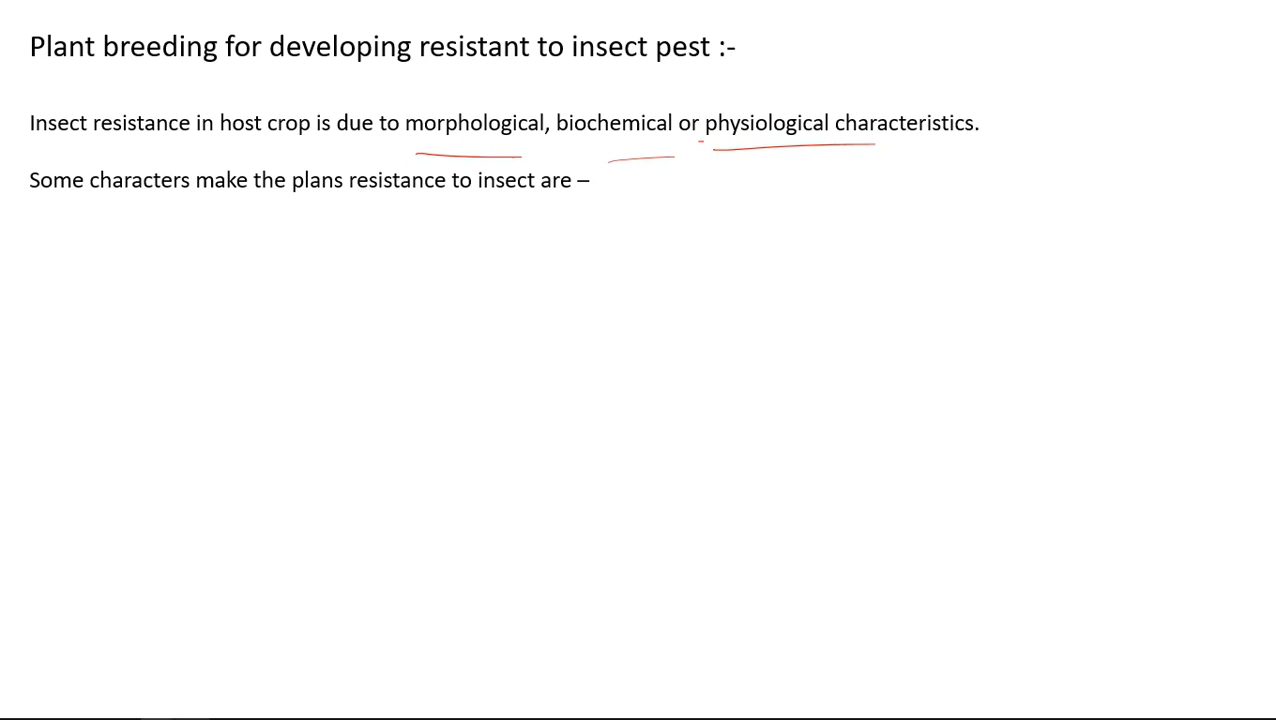 Plant breeding for developing resistant to insect pest :-
Insect resistance in host crop is due to morphological, biochemical or physiological characteristics.
Some characters make the plans resistance to insect are –